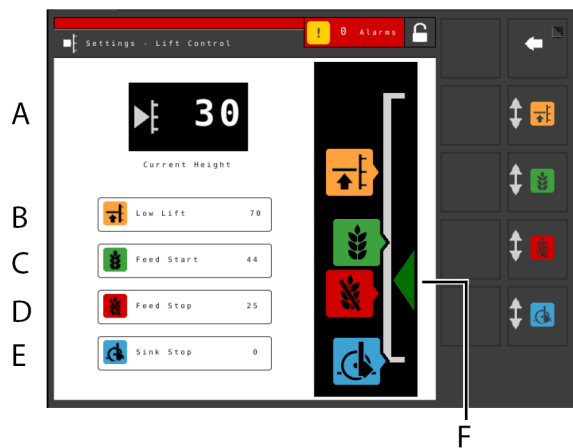 ! 0 Alarms
Settings - Lift Control
A
30
Current Height
B
Low Lift 70
C
Feed Start 44
D
Feed Stop 25
E
Sink Stop 0
F